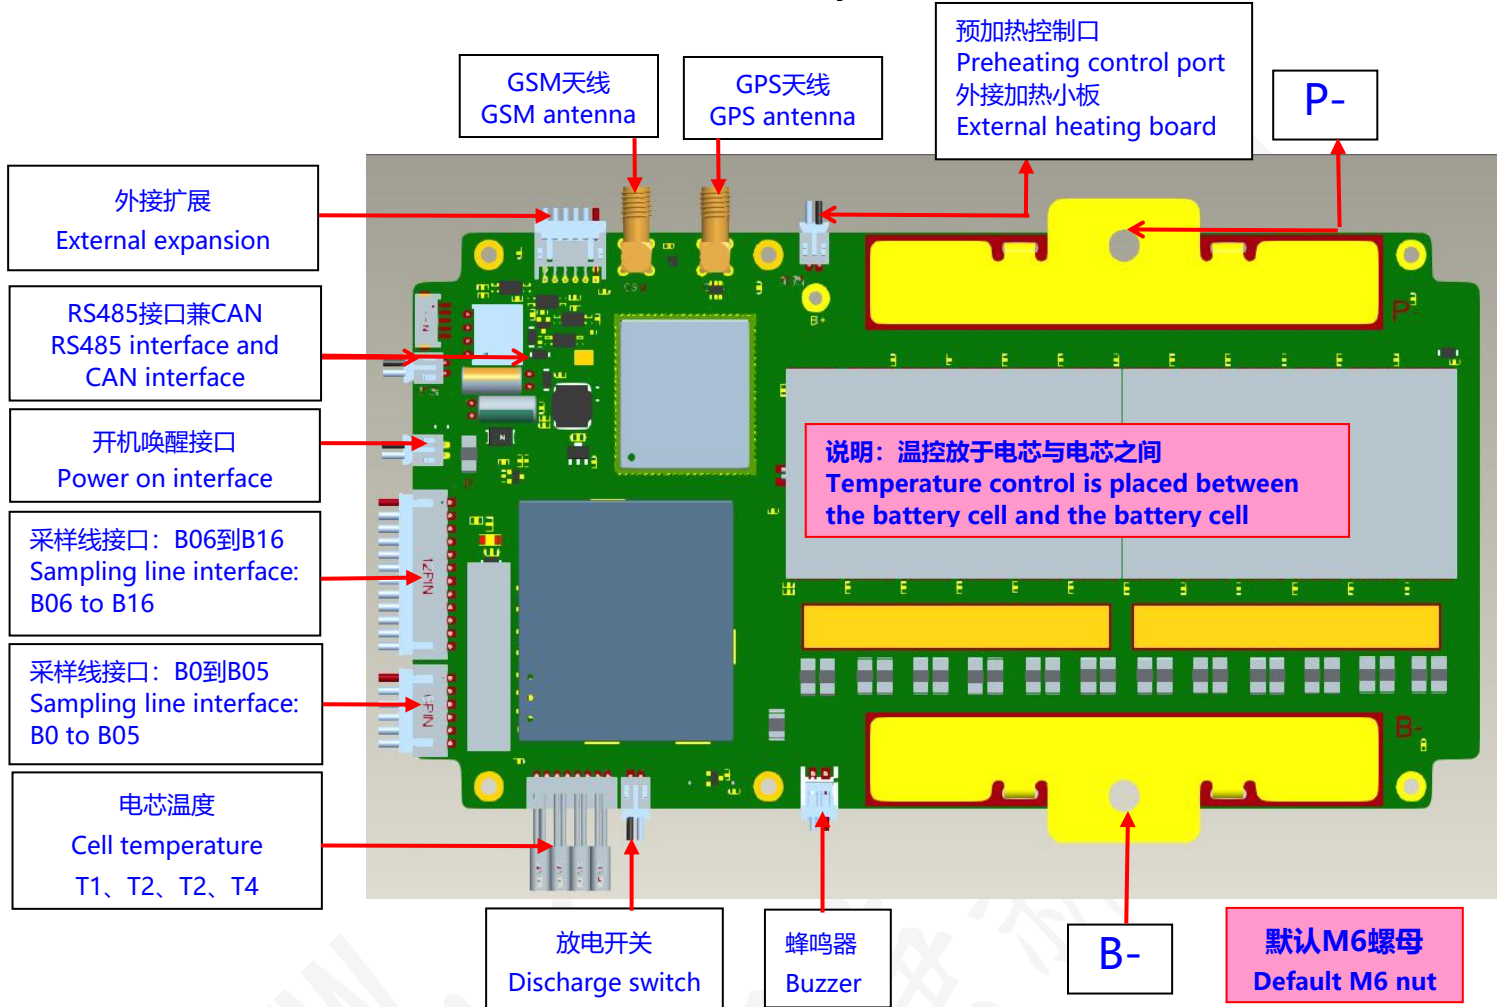 预加热控制口
Preheating control port
外接加热小板
External heating board
GSM天线
GSM antenna
GPS天线
GPS antenna
P-
外接扩展
External expansion
RS485接口兼CAN
RS485 interface and
CAN interface
开机唤醒接口
Power on interface
采样线接口：B06到B16
Sampling line interface:
B06 to B16
采样线接口：B0到B05
Sampling line interface:
B0 to B05
电芯温度
Cell temperature
T1、T2、T2、T4
B+
P-
说明：温控放于电芯与电芯之间
Temperature control is placed between
the battery cell and the battery cell
12PIN
B-
放电开关
Discharge switch
蜂鸣器
Buzzer
B-
默认M6螺母
Default M6 nut